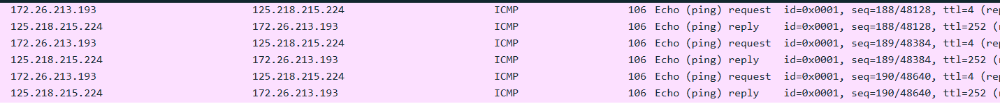 172.26.213.193 125.218.215.224 ICMP 106 Echo (ping) request id=0x0001, seq=188/48128, ttl=4 (rep
125.218.215.224 172.26.213.193 ICMP 106 Echo (ping) reply id=0x0001, seq=188/48128, ttl=252 (
172.26.213.193 125.218.215.224 ICMP 106 Echo (ping) request id=0x0001, seq=189/48384, ttl=4 (rep
125.218.215.224 172.26.213.193 ICMP 106 Echo (ping) reply id=0x0001, seq=189/48384, ttl=252 (
172.26.213.193 125.218.215.224 ICMP 106 Echo (ping) request id=0x0001, seq=190/48640, ttl=4 (rep
125.218.215.224 172.26.213.193 ICMP 106 Echo (ping) reply id=0x0001, seq=190/48640, ttl=252 (